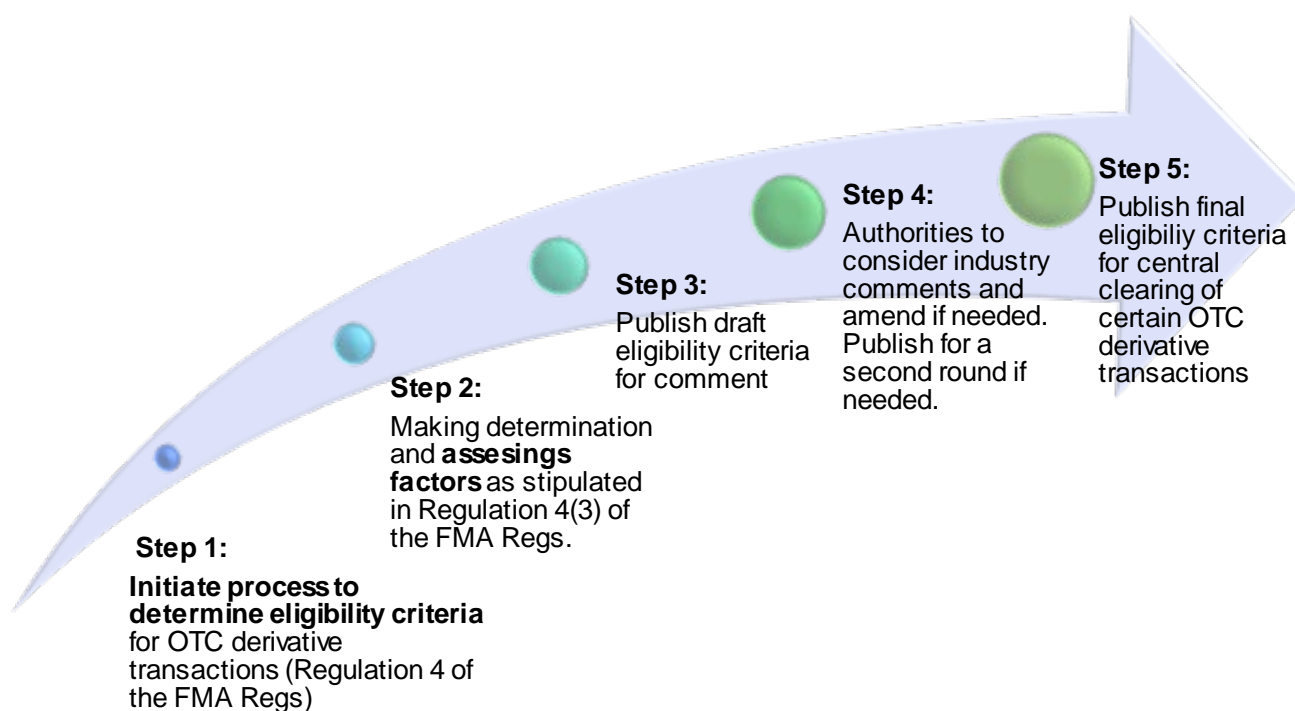 Step 1:
Initiate process to
determine eligibility criteria
for OTC derivative
transactions (Regulation 4 of
the FMA Regs)
Step 2:
Making determination
and assesings
factors as stipulated
in Regulation 4(3) of
the FMA Regs.
Step 3:
Publish draft
eligibility criteria
for comment
Step 4:
Authorities to
consider industry
comments and
amend if needed.
Publish for a
second round if
needed.
Step 5:
Publish final
eligibiliy criteria
for central
clearing of
certain OTC
derivative
transactions